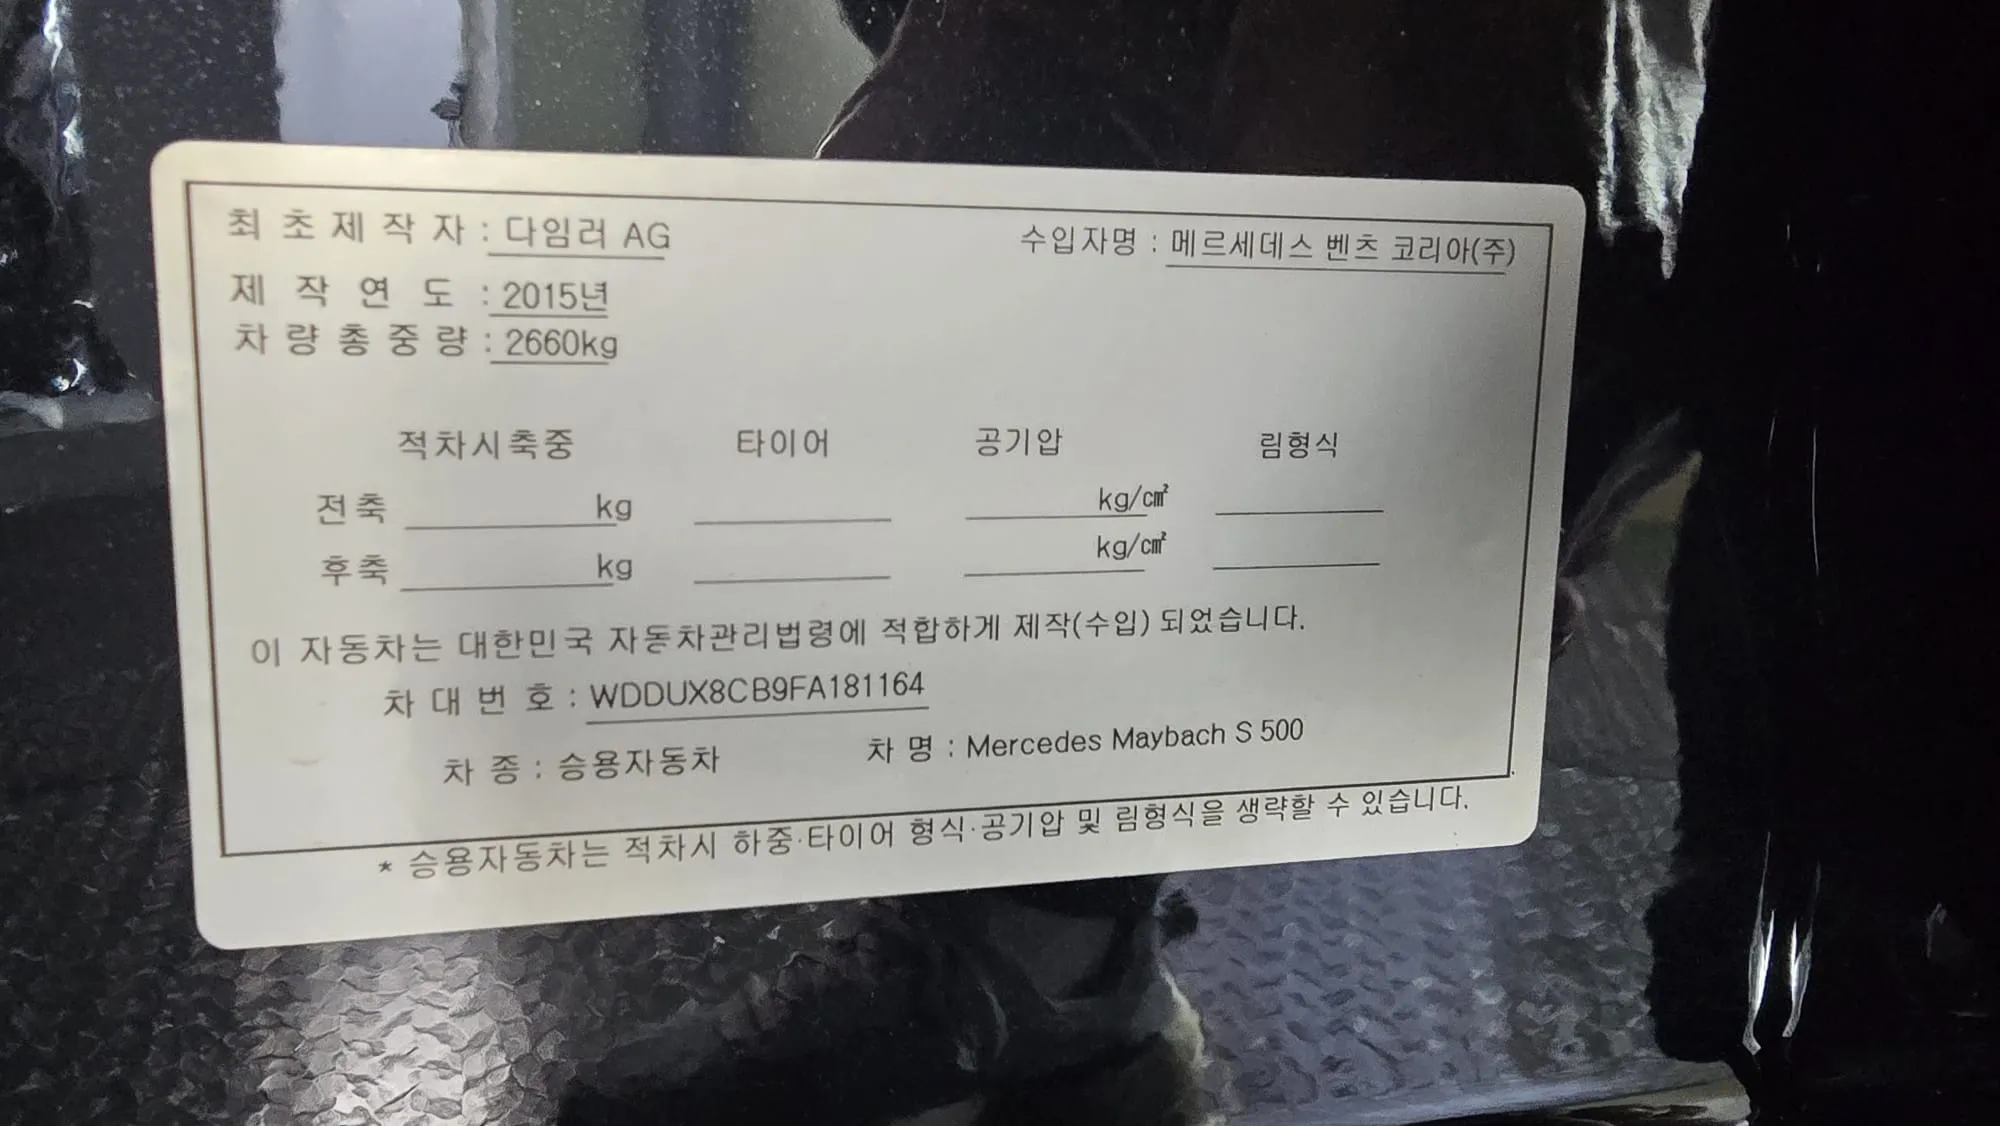 최초제작자 : 다임러 AG 수입자명 : 메르세데스 벤츠 코리아(주)
제작연도 : 2015년
차량총중량 : 2660kg
적차시축중 타이어 공기압 림형식
전축 kg kg/㎠
후축 kg kg/㎠
이 자동차는 대한민국 자동차관리법령에 적합하게 제작(수입) 되었습니다.
차대번호 : WDDUX8CB9FA181164
차종 : 승용자동차 차명 : Mercedes Maybach S 500
* 승용자동차는 적차시 하중·타이어 형식·공기압 및 림형식을 생략할 수 있습니다.